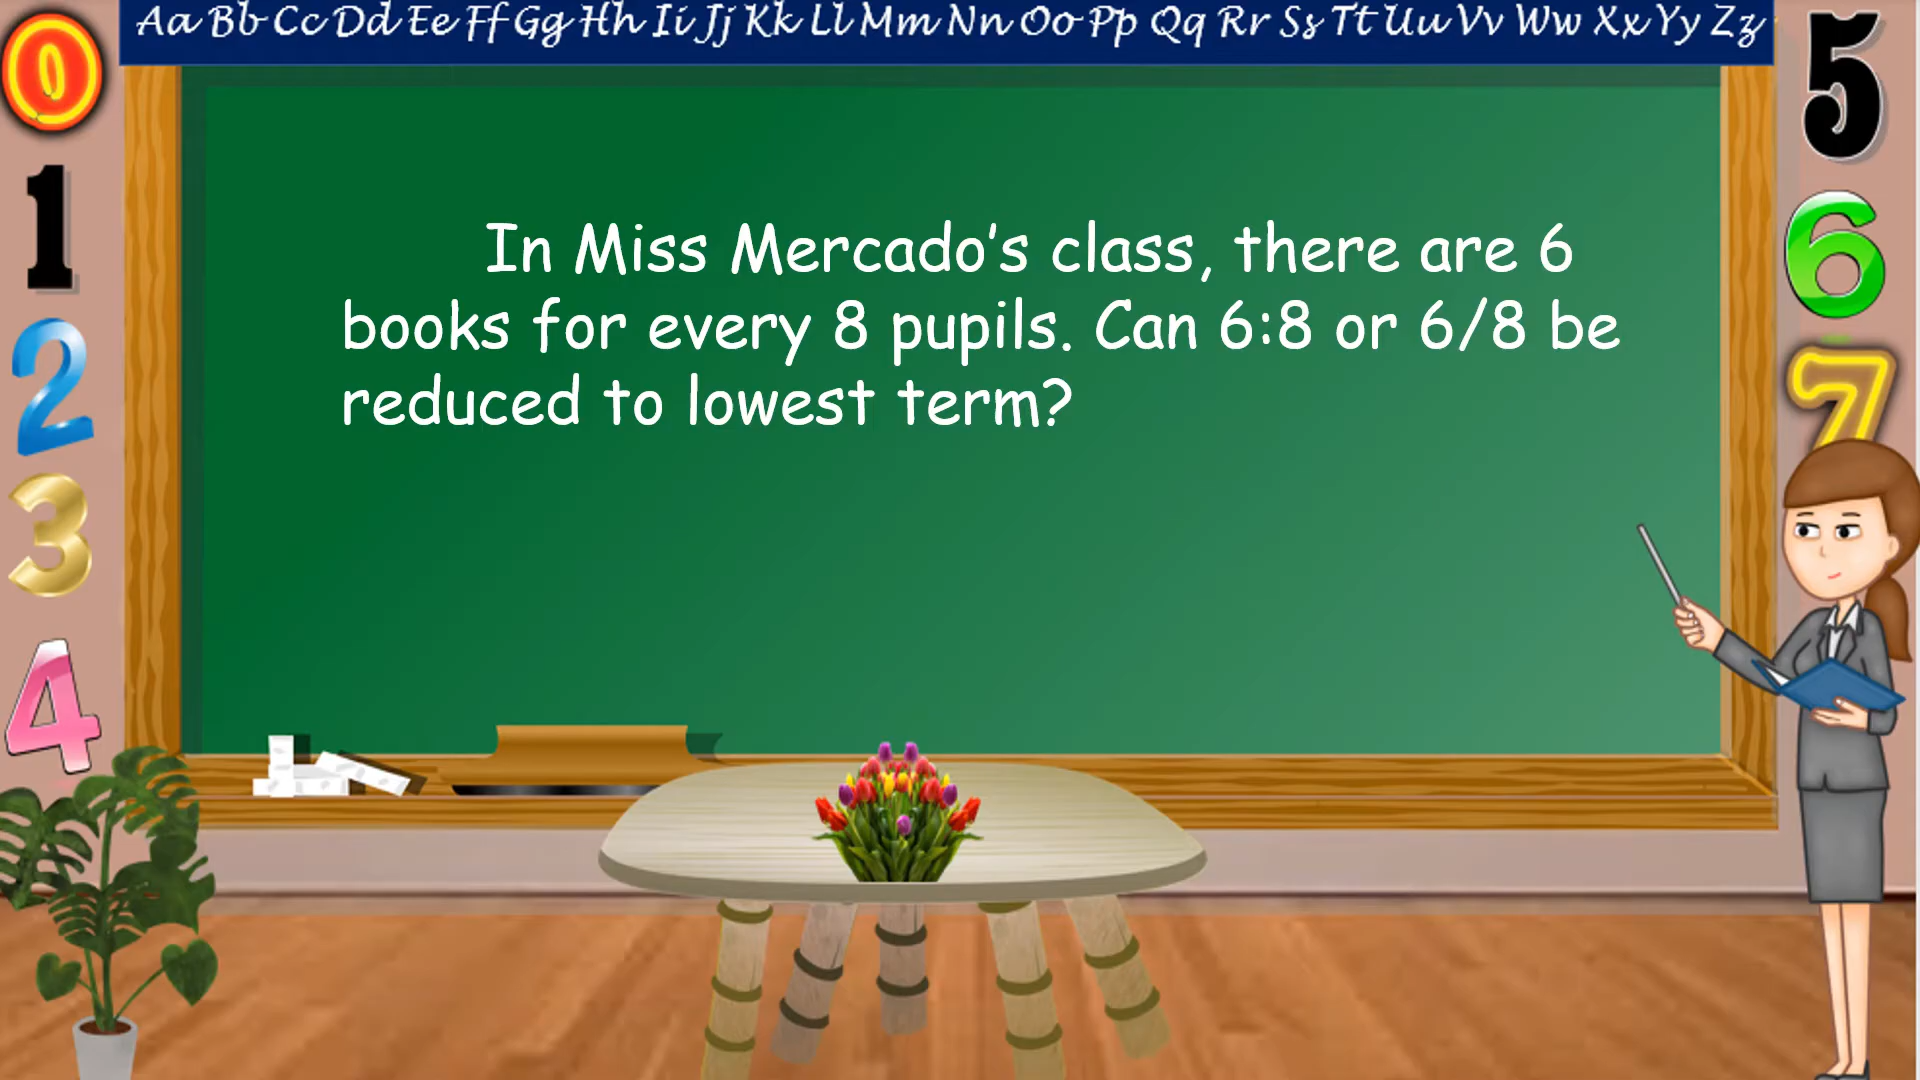 Aa Bb Cc Dd Ee Ff Gg Hh Ii Jj Kk Ll Mm Nn Oo Pp Qq Rr Ss Tt Uu Vv Ww Xx Yy Zz
0
1
2
3
4
In Miss Mercado’s class, there are 6
books for every 8 pupils. Can 6:8 or 6/8 be
reduced to lowest term?
5
6
7